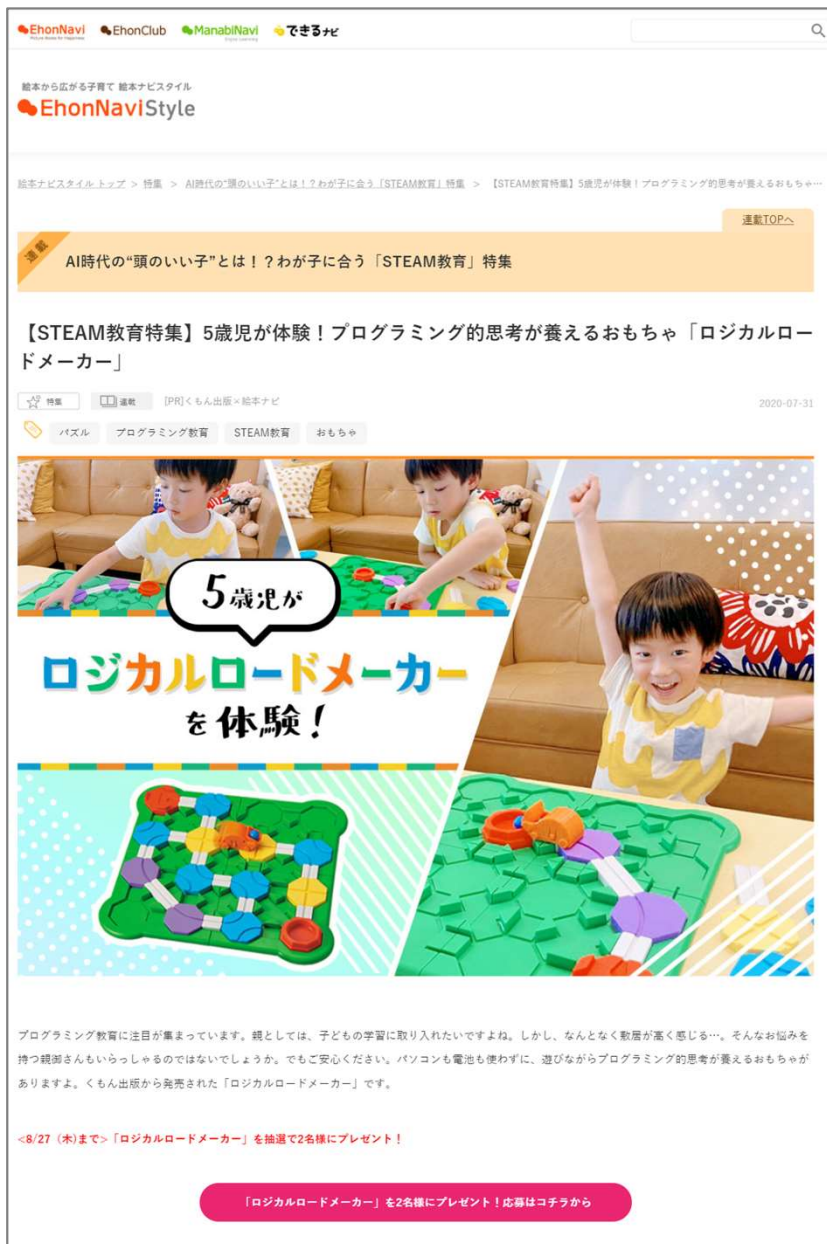 EhonNavi EhonClub ManabiNavi できるナビ
絵本から広がる子育て 絵本ナビスタイル
EhonNaviStyle
絵本ナビスタイル トップ > 特集 > AI時代の“頭のいい子”とは！？わが子に合う「STEAM教育」特集 > 【STEAM教育特集】5歳児が体験！プログラミング的思考が養えるおもちゃ…
連載TOPへ
連載
AI時代の“頭のいい子”とは！？わが子に合う「STEAM教育」特集
【STEAM教育特集】5歳児が体験！プログラミング的思考が養えるおもちゃ「ロジカルロー
ドメーカー」
特集 連載 [PR]くもん出版×絵本ナビ 2020-07-31
パズル プログラミング教育 STEAM教育 おもちゃ
5歳児が
ロジカルロードメーカー
を体験！
プログラミング教育に注目が集まっています。親としては、子どもの学習に取り入れたいですよね。しかし、なんとなく敷居が高く感じる…。そんなお悩みを
持つ親御さんもいらっしゃるのではないでしょうか。でもご安心ください。パソコンも電池も使わずに、遊びながらプログラミング的思考が養えるおもちゃが
ありますよ。くもん出版から発売された「ロジカルロードメーカー」です。
<8/27（木)まで>「ロジカルロードメーカー」を抽選で2名様にプレゼント！
「ロジカルロードメーカー」を2名様にプレゼント！応募はコチラから